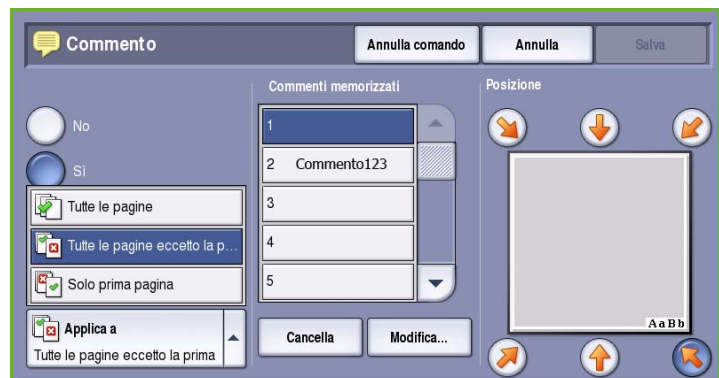 Commento
Annulla comando
Annulla
Salva
Commenti memorizzati
Posizione
No
Sì
Tutte le pagine
Tutte le pagine eccetto la p...
Solo prima pagina
Applica a
Tutte le pagine eccetto la prima
1
2 Commento123
3
4
5
Cancella
Modifica...
AaBb